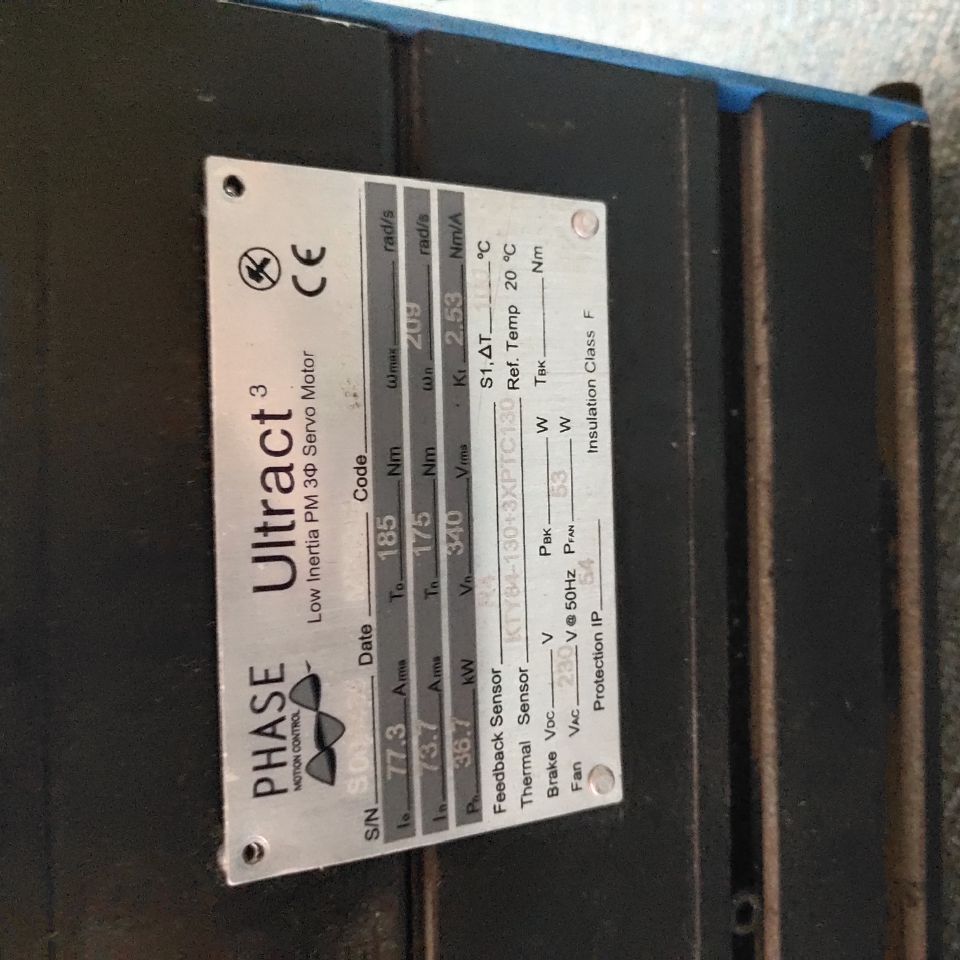 PHASE
MOTION CONTROL
Ultract 3
Low Inertia PM 3Φ Servo Motor
CE
S/N Date Code
Io 77.3 Arms To 185 Nm ωmax rad/s
In 73.7 Arms Tn 175 Nm ωn 209 rad/s
Pn 36.7 kW Vn 340 Vrms Kt 2.53 Nm/A
Feedback Sensor S1, ΔT °C
Thermal Sensor KTY84-130+3XPTC130 Ref. Temp 20 °C
Brake VDC V PBK W TBK Nm
Fan VAC 230 V @ 50Hz PFAN 53 W
Protection IP 54 Insulation Class F